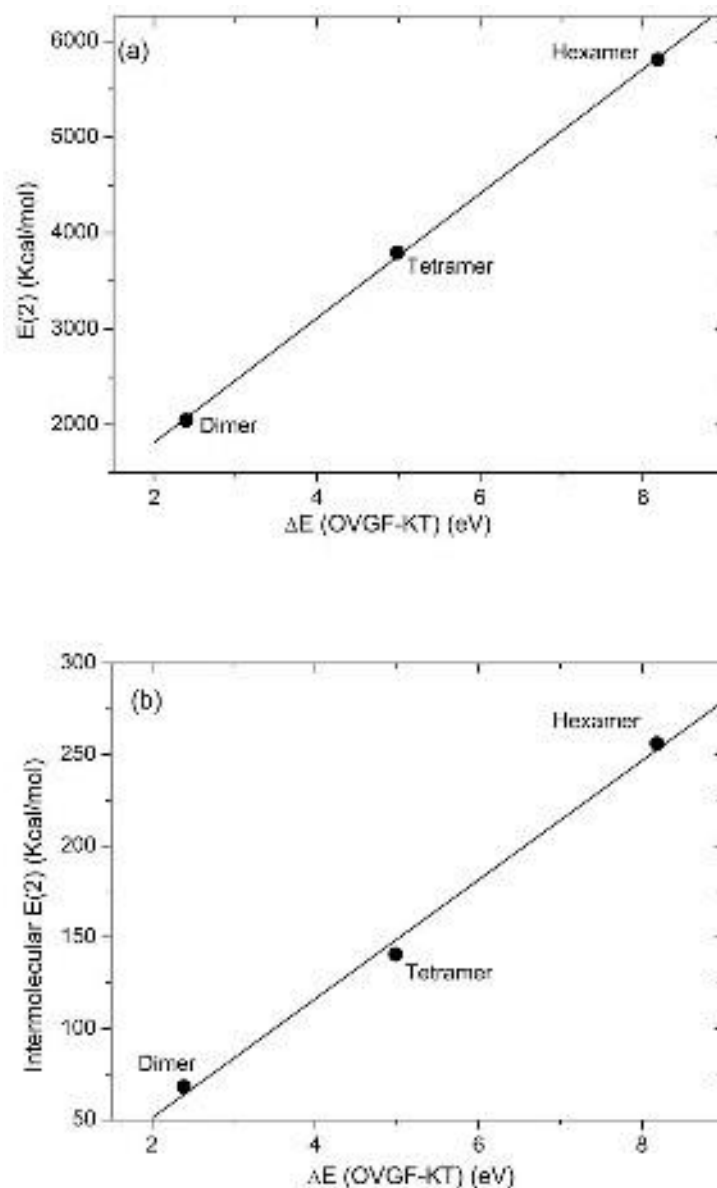 (a)
6000
5000
4000
3000
2000
E(2) (Kcal/mol)
Hexamer
Tetramer
Dimer
2 4 6 8
ΔE (OVGF-KT) (eV)
(b)
300
250
200
150
100
50
Intermolecular E(2) (Kcal/mol)
Hexamer
Tetramer
Dimer
2 4 6 8
ΔE (OVGF-KT) (eV)